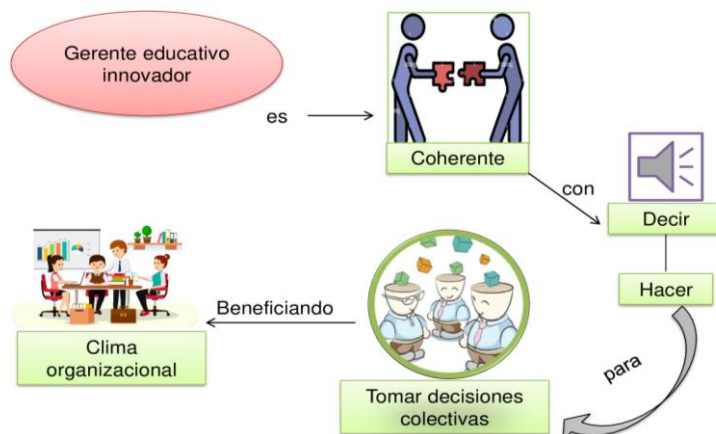 Gerente educativo
innovador
es
Coherente
con
Decir
Hacer
para
Tomar decisiones
colectivas
Beneficiando
Clima
organizacional